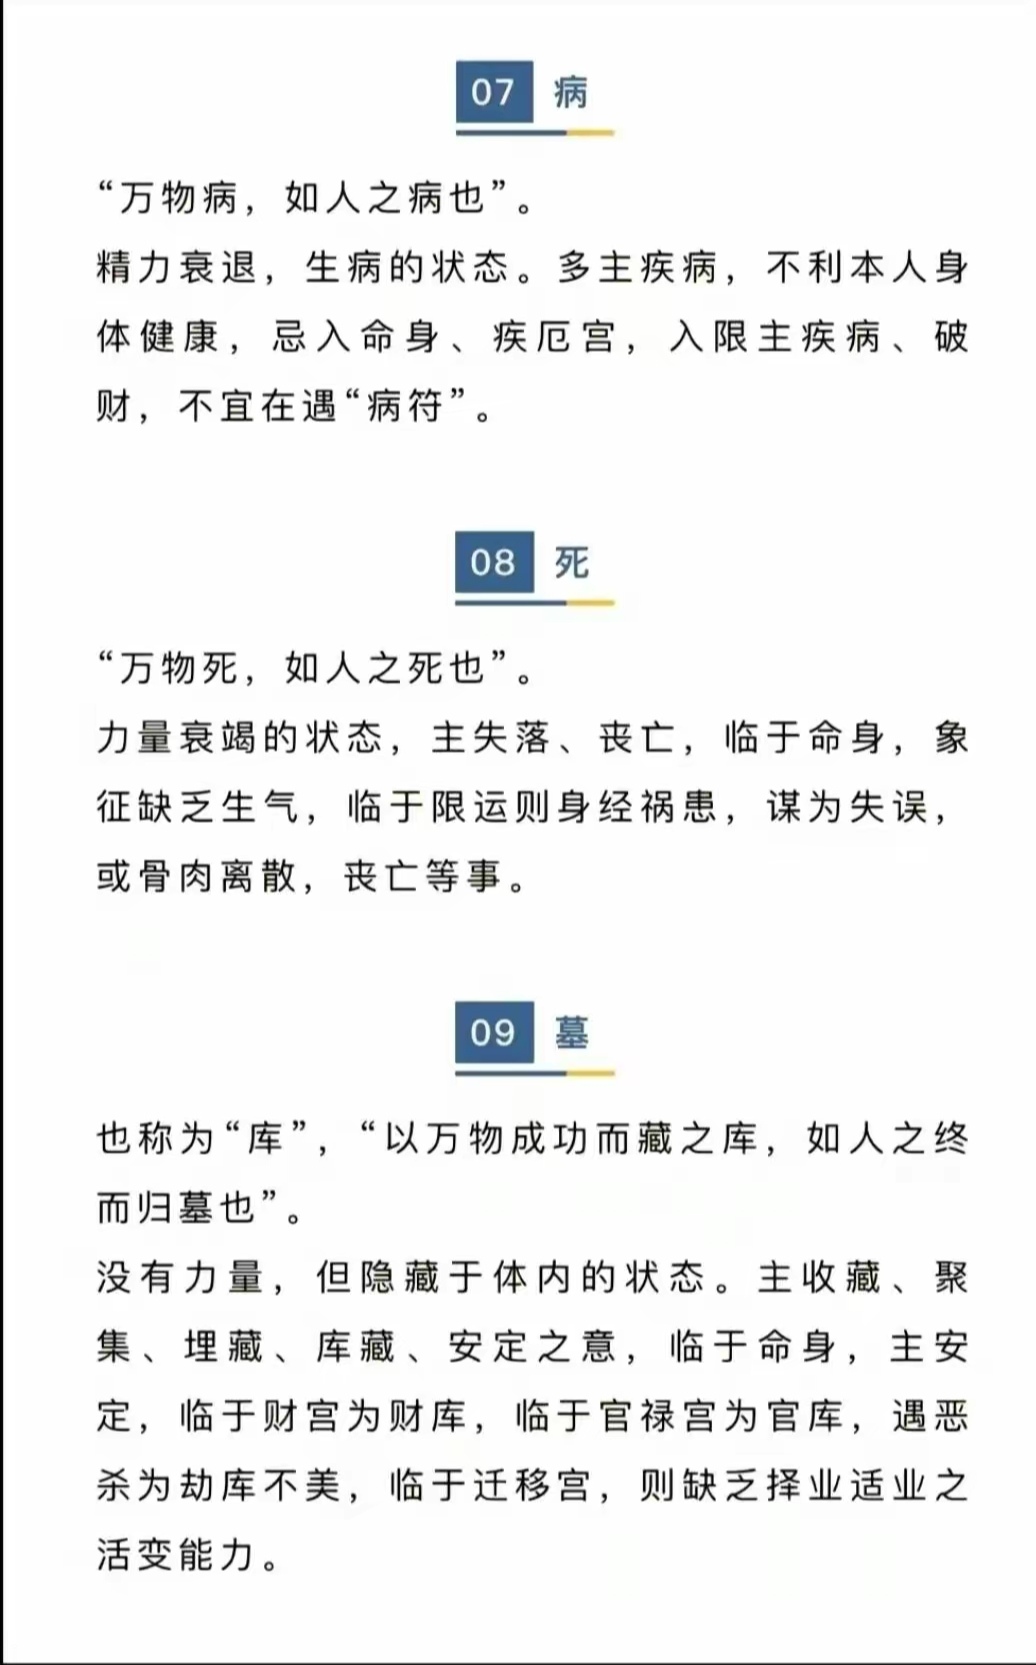 07 病
“万物病，如人之病也”。
精力衰退，生病的状态。多主疾病，不利本人身
体健康，忌入命身、疾厄宫，入限主疾病、破
财，不宜在遇“病符”。
08 死
“万物死，如人之死也”。
力量衰竭的状态，主失落、丧亡，临于命身，象
征缺乏生气，临于限运则身经祸患，谋为失误，
或骨肉离散，丧亡等事。
09 墓
也称为“库”，“以万物成功而藏之库，如人之终
而归墓也”。
没有力量，但隐藏于体内的状态。主收藏、聚
集、埋藏、库藏、安定之意，临于命身，主安
定，临于财宫为财库，临于官禄宫为官库，遇恶
杀为劫库不美，临于迁移宫，则缺乏择业适业之
活变能力。